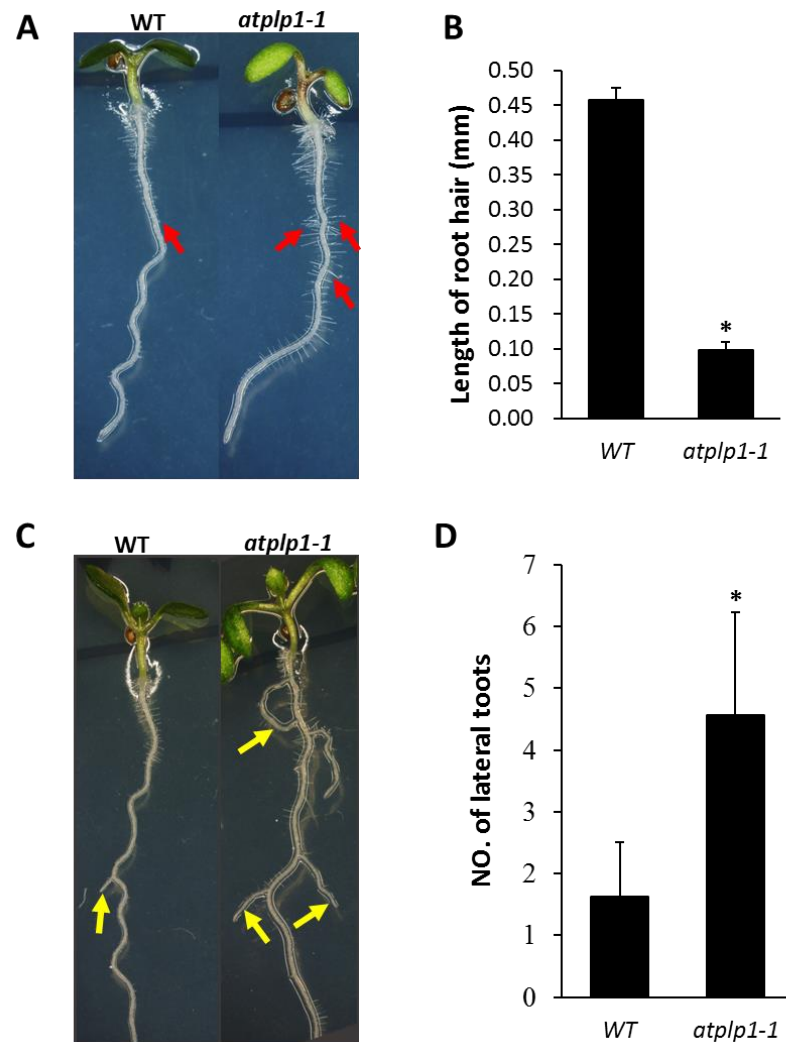 A
WT
atplp1-1
B
Length of root hair (mm)
0.50
0.45
0.40
0.35
0.30
0.25
0.20
0.15
0.10
0.05
0.00
*
WT
atplp1-1
C
WT
atplp1-1
D
NO. of lateral toots
7
6
5
4
3
2
1
0
*
WT
atplp1-1